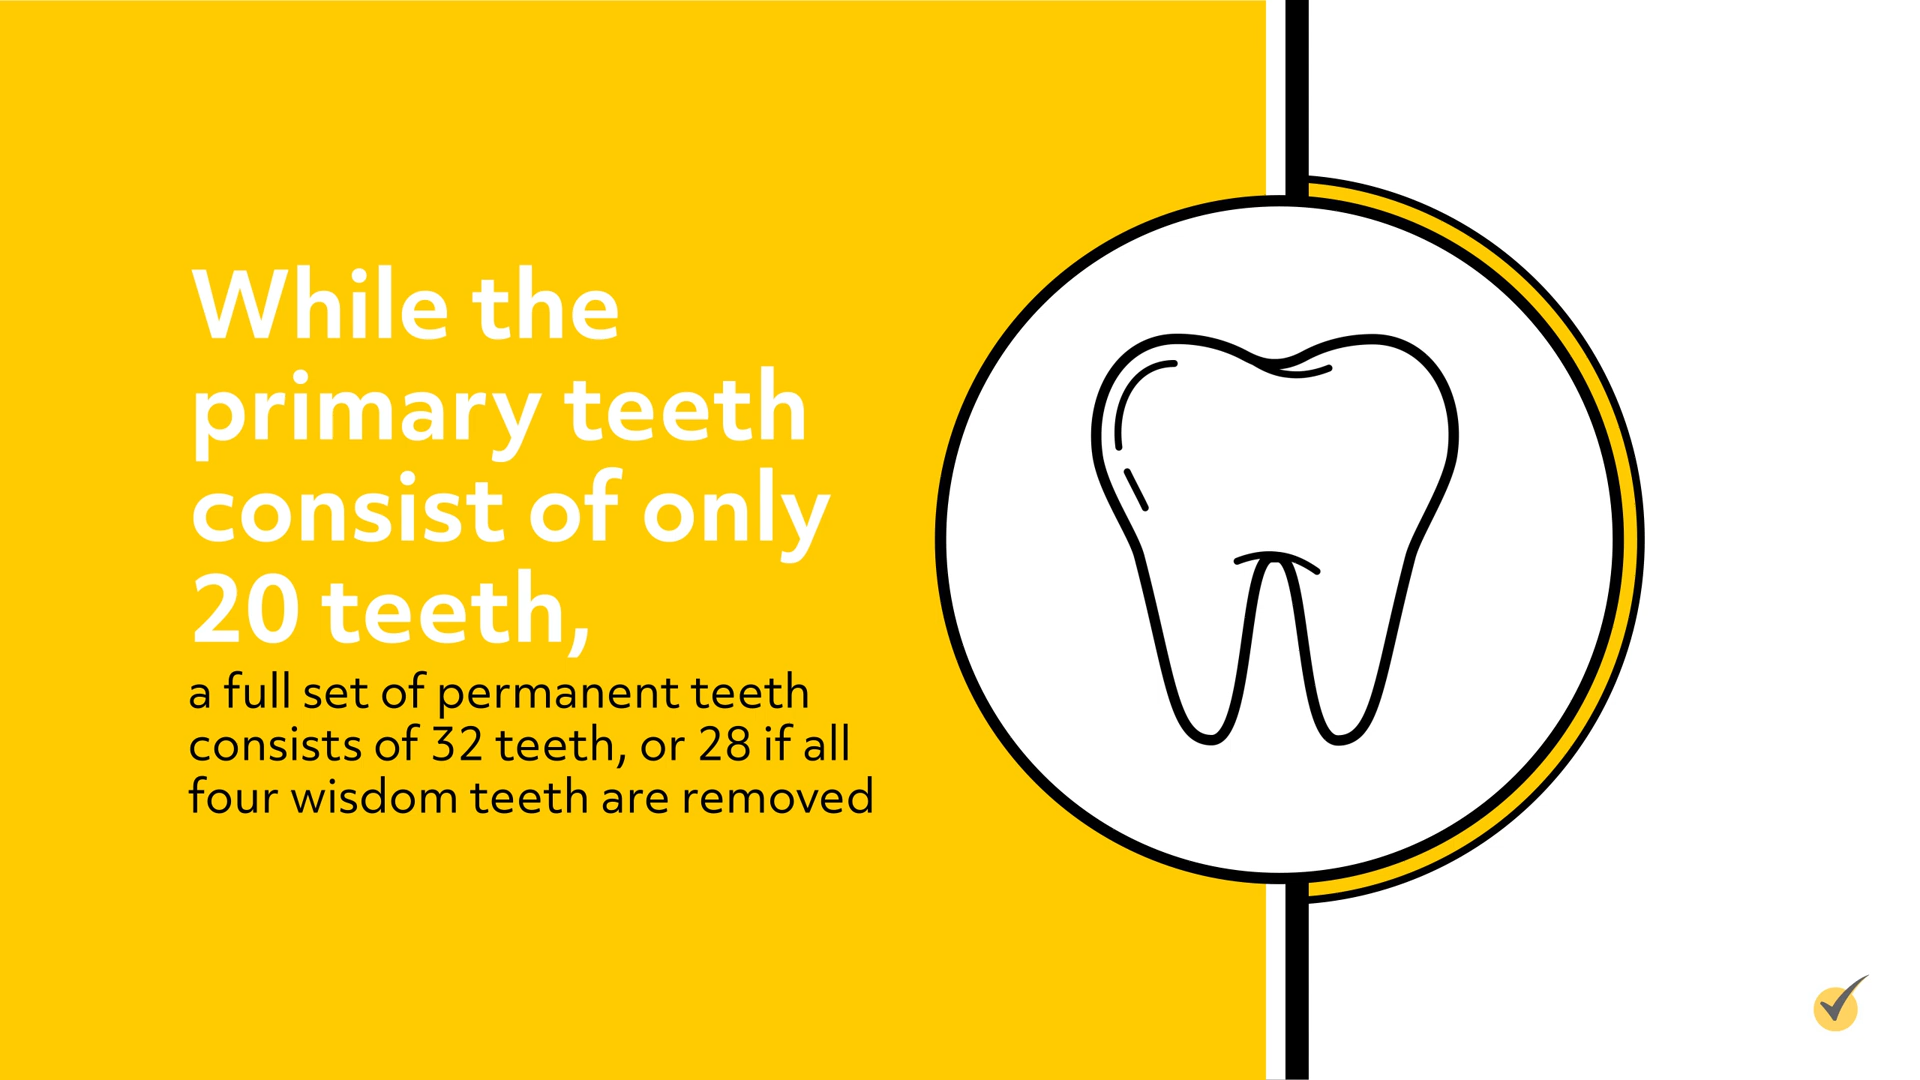 While the
primary teeth
consist of only
20 teeth,
a full set of permanent teeth
consists of 32 teeth, or 28 if all
four wisdom teeth are removed